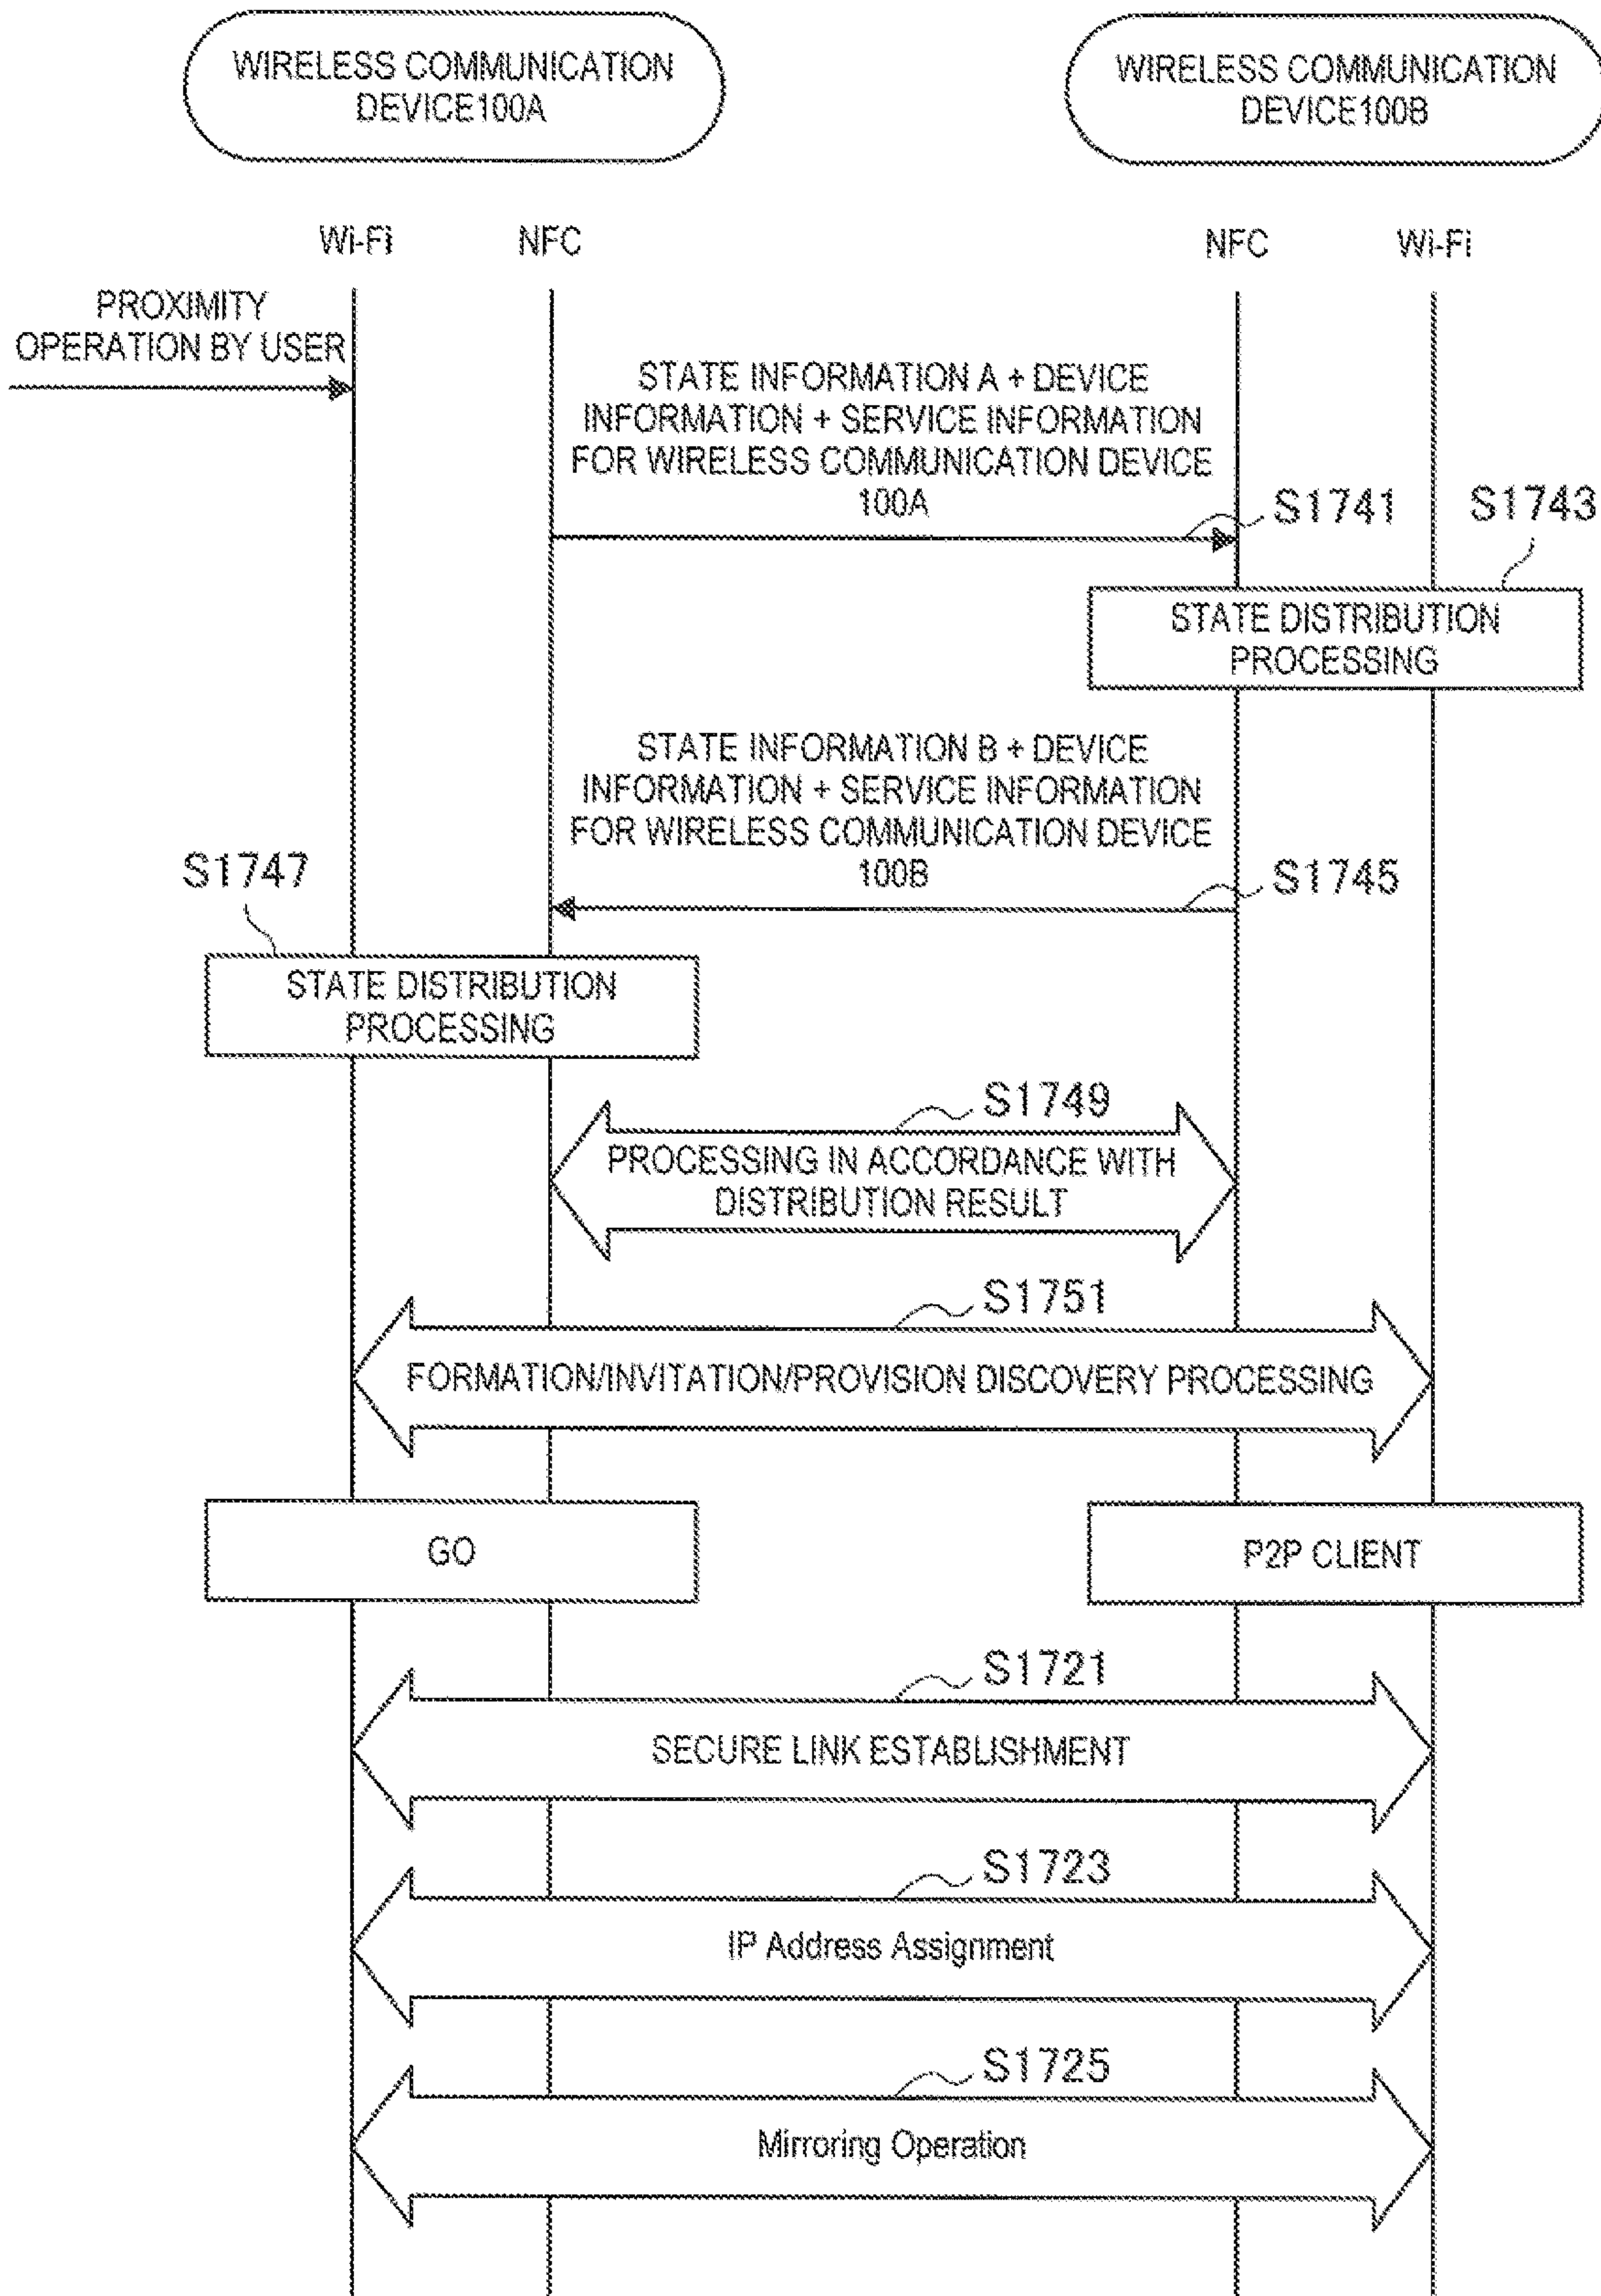 WIRELESS COMMUNICATION
DEVICE100A
WIRELESS COMMUNICATION
DEVICE100B
Wi-Fi
NFC
NFC
Wi-Fi
PROXIMITY
OPERATION BY USER
STATE INFORMATION A + DEVICE
INFORMATION + SERVICE INFORMATION
FOR WIRELESS COMMUNICATION DEVICE
100A
S1741
S1743
STATE DISTRIBUTION
PROCESSING
STATE INFORMATION B + DEVICE
INFORMATION + SERVICE INFORMATION
FOR WIRELESS COMMUNICATION DEVICE
100B
S1745
S1747
STATE DISTRIBUTION
PROCESSING
S1749
PROCESSING IN ACCORDANCE WITH
DISTRIBUTION RESULT
S1751
FORMATION/INVITATION/PROVISION DISCOVERY PROCESSING
GO
P2P CLIENT
S1721
SECURE LINK ESTABLISHMENT
S1723
IP Address Assignment
S1725
Mirroring Operation